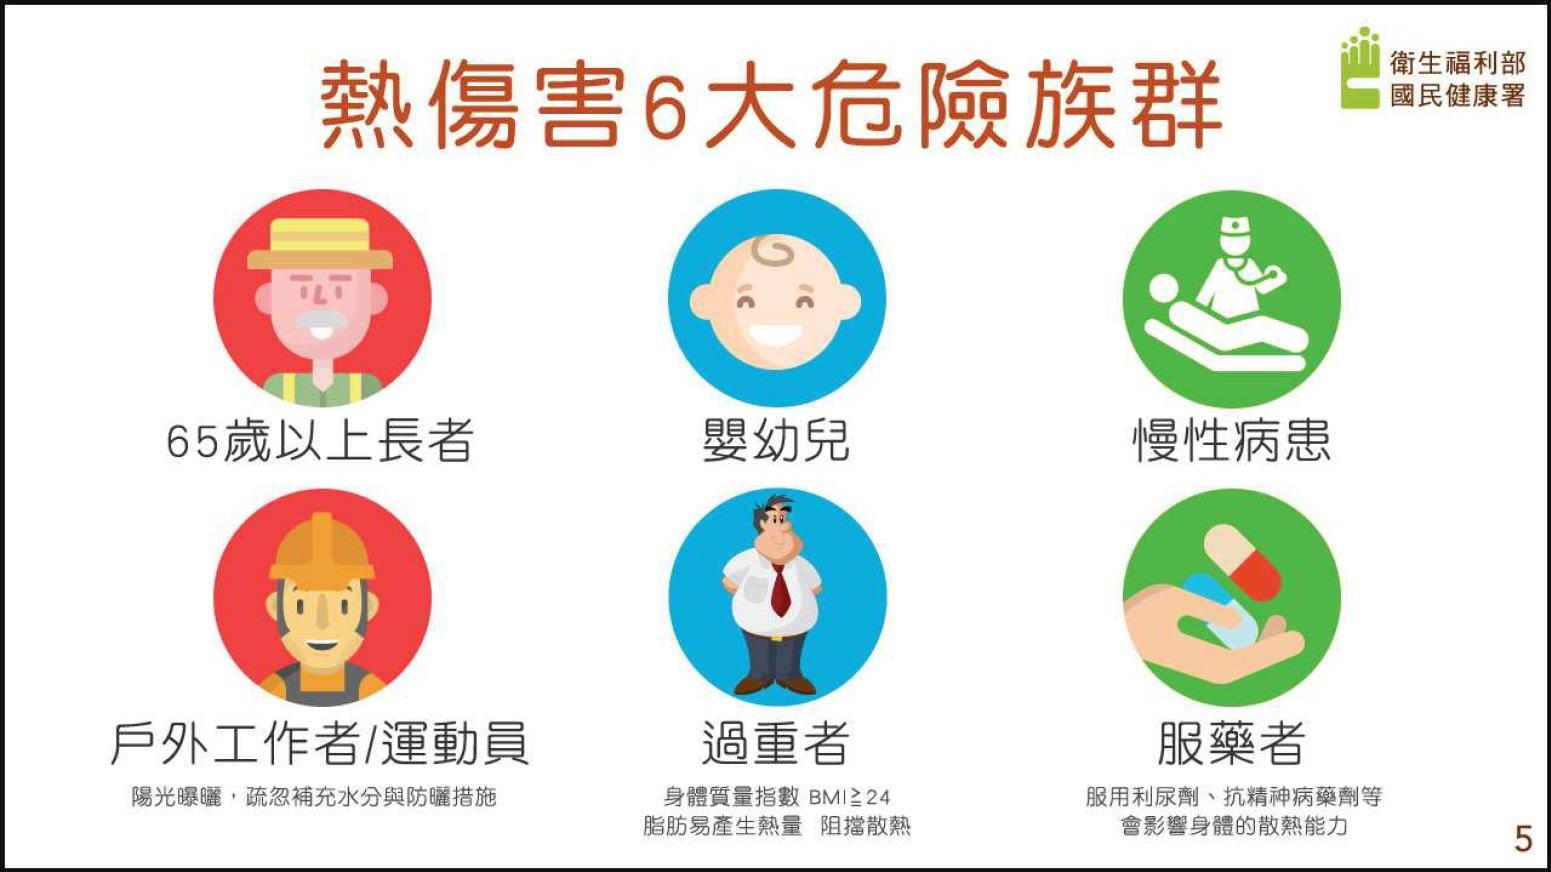 熱傷害6大危險族群
衛生福利部
國民健康署
65歲以上長者
嬰幼兒
慢性病患
戶外工作者/運動員
陽光曝曬，疏忽補充水分與防曬措施
過重者
身體質量指數 BMI≧24
脂肪易產生熱量 阻擋散熱
服藥者
服用利尿劑、抗精神病藥劑等
會影響身體的散熱能力
5